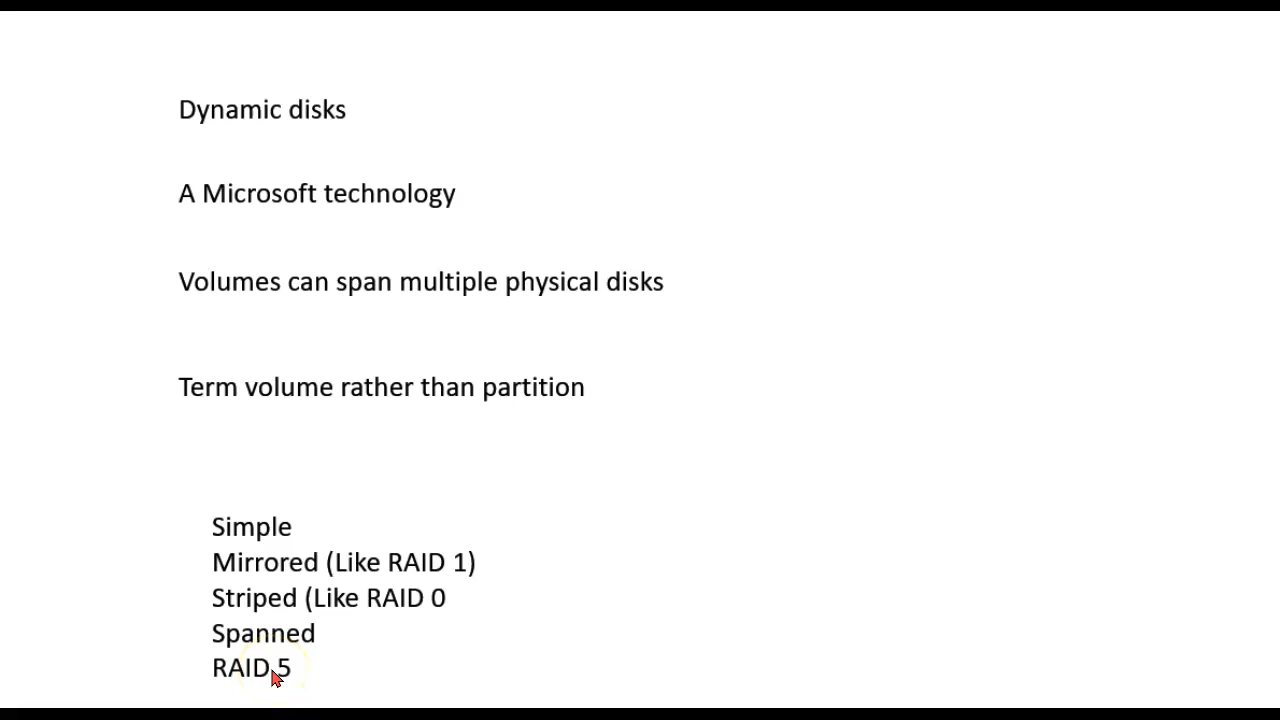 Dynamic disks
A Microsoft technology
Volumes can span multiple physical disks
Term volume rather than partition
Simple
Mirrored (Like RAID 1)
Striped (Like RAID 0
Spanned
RAID 5